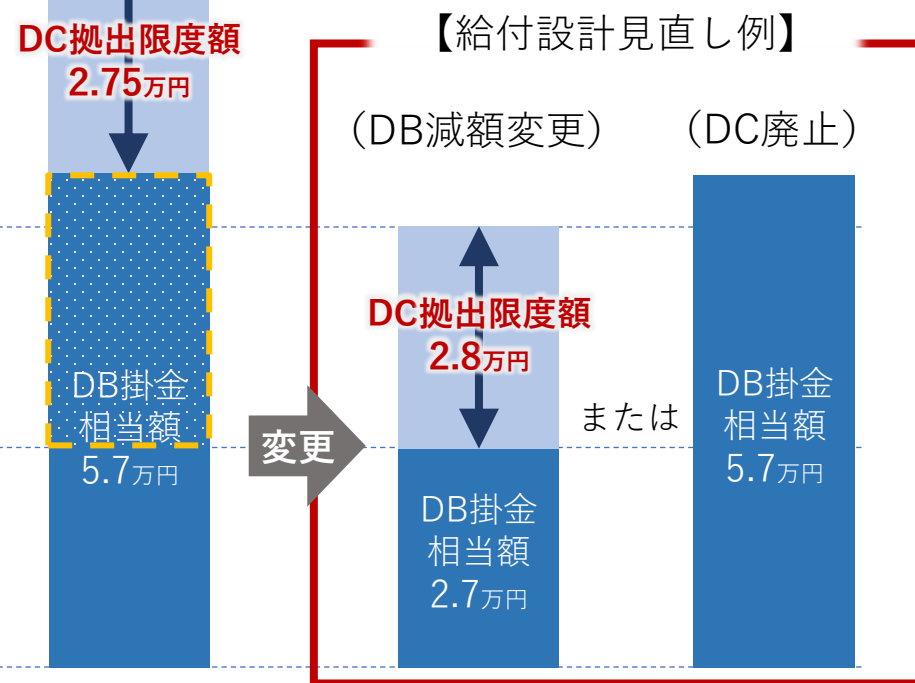 DC拠出限度額
2.75万円
DB掛金
相当額
5.7万円
変更
【給付設計見直し例】
（DB減額変更）
（DC廃止）
DC拠出限度額
2.8万円
DB掛金
相当額
2.7万円
または
DB掛金
相当額
5.7万円